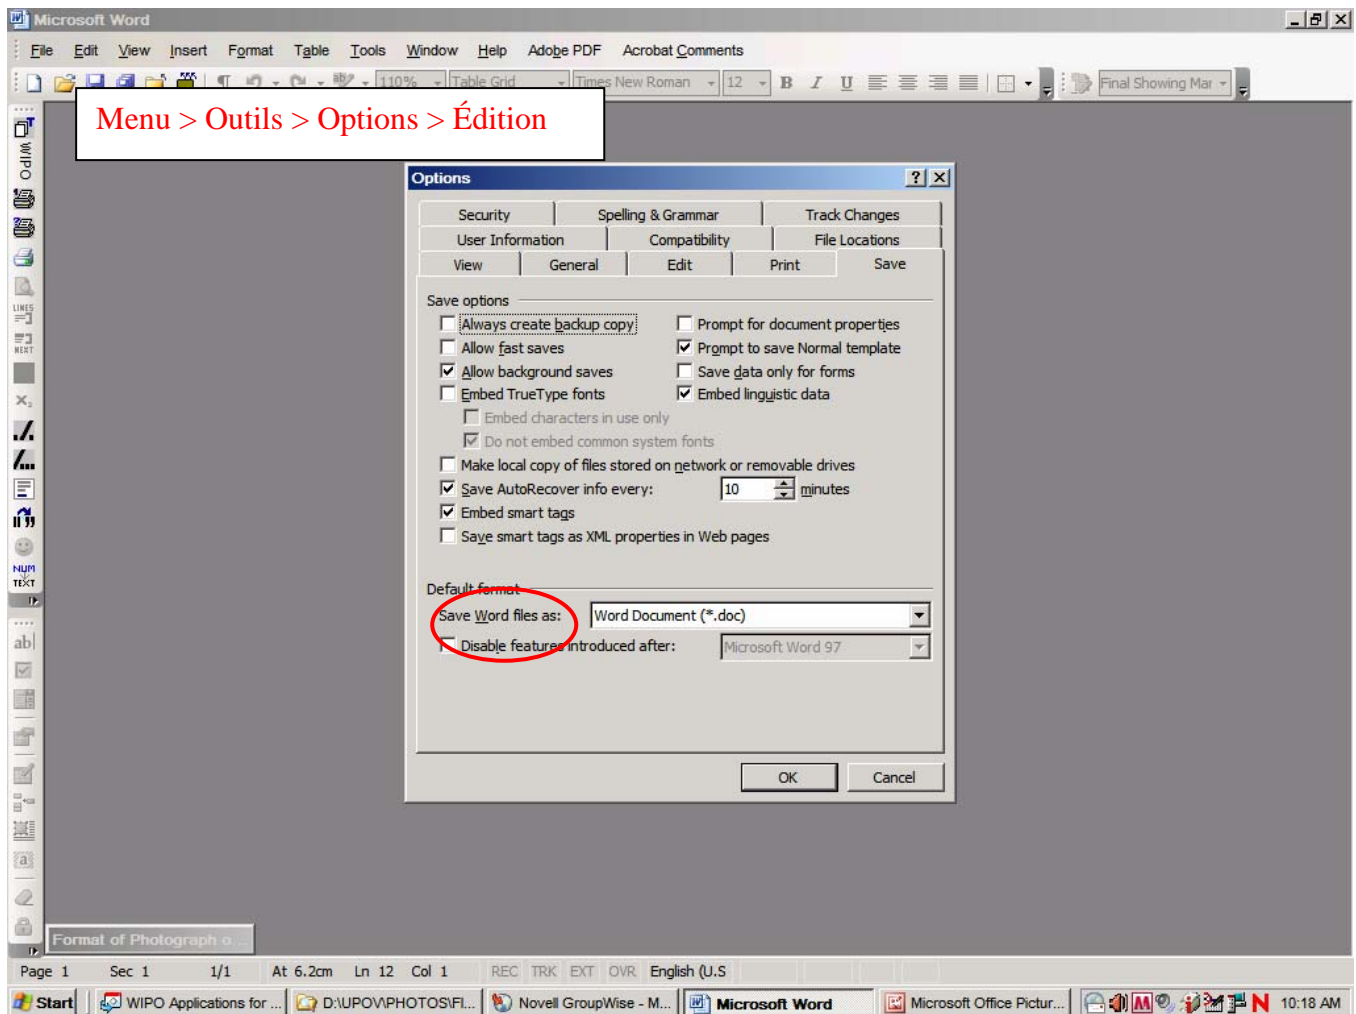 Microsoft Word
File Edit View Insert Format Table Tools Window Help Adobe PDF Acrobat Comments
110% Table Grid Times New Roman 12 B I U Final Showing Mar
Menu > Outils > Options > Édition
WIPO
LINES
NEXT
NUM
TEXT
ab
a
Options
Security Spelling & Grammar Track Changes
User Information Compatibility File Locations
View General Edit Print Save
Save options
Always create backup copy Prompt for document properties
Allow fast saves Prompt to save Normal template
Allow background saves Save data only for forms
Embed TrueType fonts Embed linguistic data
Embed characters in use only
Do not embed common system fonts
Make local copy of files stored on network or removable drives
Save AutoRecover info every: 10 minutes
Embed smart tags
Save smart tags as XML properties in Web pages
Default format
Save Word files as: Word Document (*.doc)
Disable features introduced after: Microsoft Word 97
OK Cancel
Format of Photograph o...
Page 1 Sec 1 1/1 At 6.2cm Ln 12 Col 1 REC TRK EXT OVR English (U.S
Start WIPO Applications for ... D:\UPOV\PHOTOS\FI... Novell GroupWise - M... Microsoft Word Microsoft Office Pictur... M N 10:18 AM